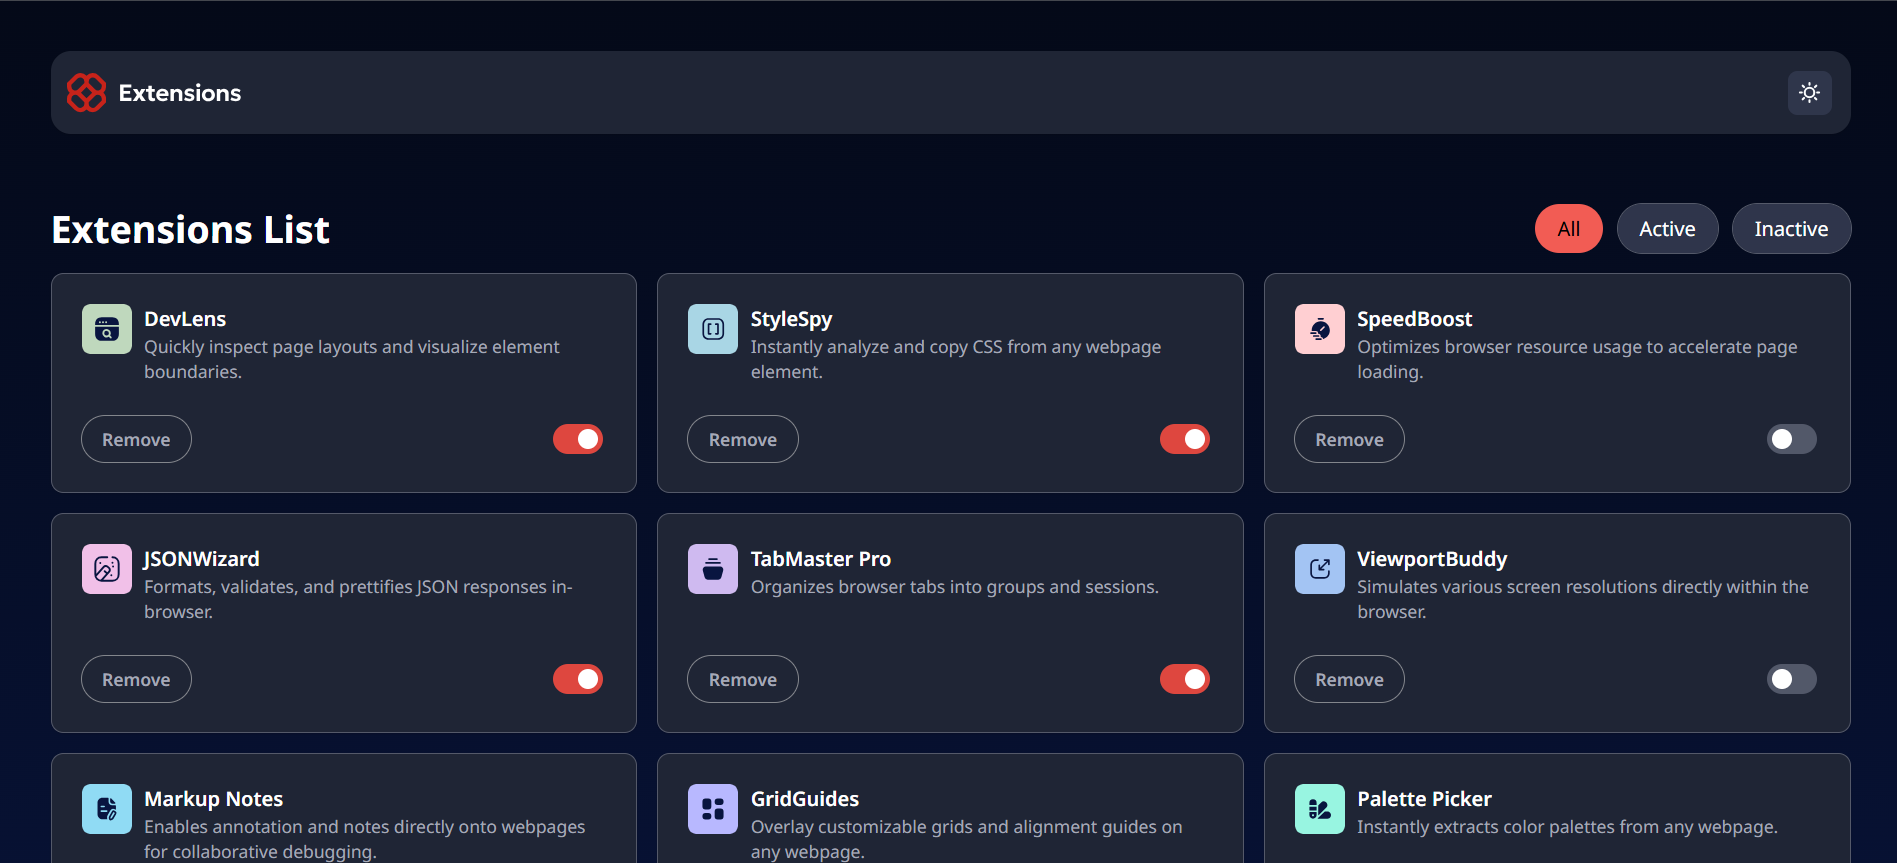 Extensions
Extensions List
All
Active
Inactive
DevLens
Quickly inspect page layouts and visualize element
boundaries.
Remove
StyleSpy
Instantly analyze and copy CSS from any webpage
element.
Remove
SpeedBoost
Optimizes browser resource usage to accelerate page
loading.
Remove
JSONWizard
Formats, validates, and prettifies JSON responses in-
browser.
Remove
TabMaster Pro
Organizes browser tabs into groups and sessions.
Remove
ViewportBuddy
Simulates various screen resolutions directly within the
browser.
Remove
Markup Notes
Enables annotation and notes directly onto webpages
for collaborative debugging.
GridGuides
Overlay customizable grids and alignment guides on
any webpage.
Palette Picker
Instantly extracts color palettes from any webpage.